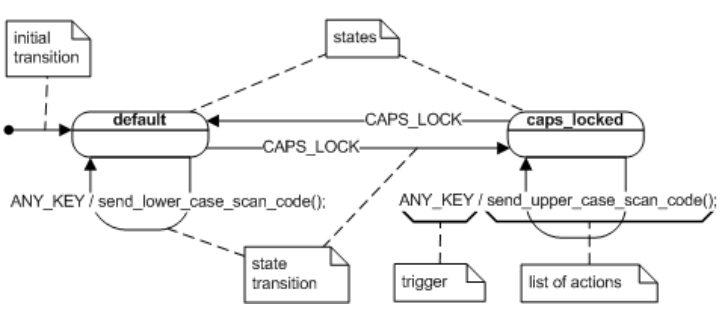 initial
transition
states
default
caps_locked
CAPS_LOCK
CAPS_LOCK
ANY_KEY / send_lower_case_scan_code();
ANY_KEY / send_upper_case_scan_code();
state
transition
trigger
list of actions